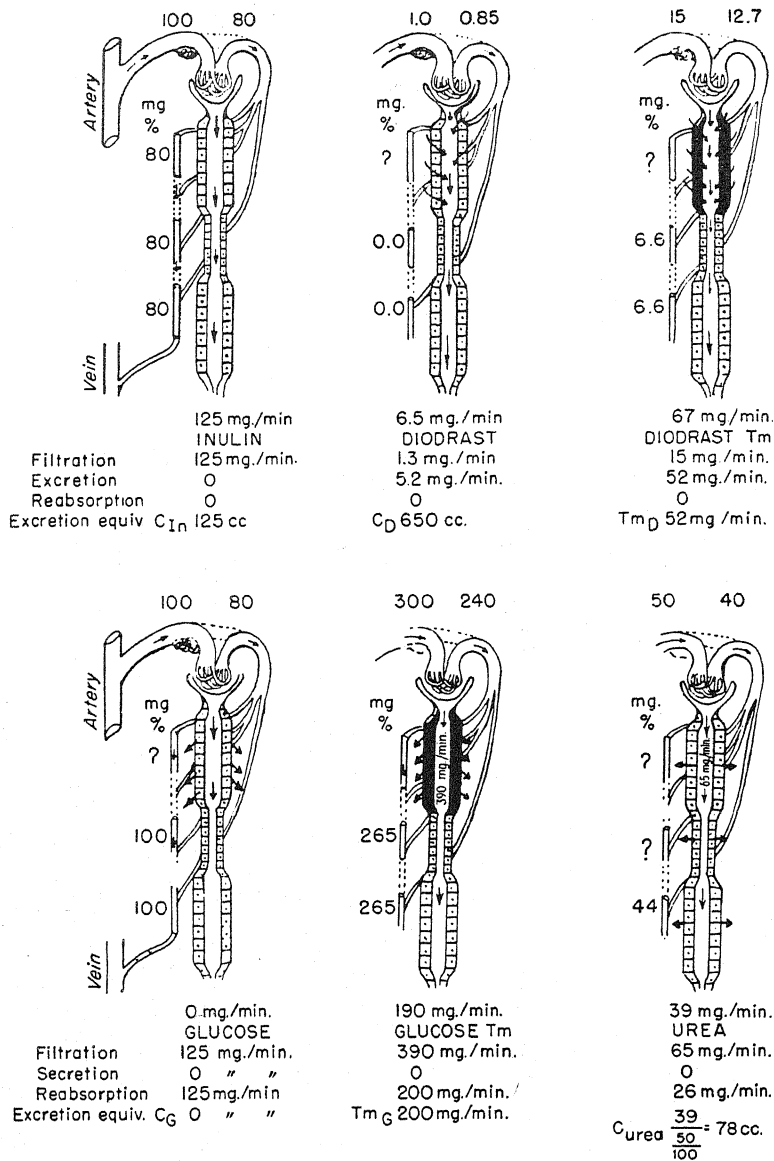 100 80
1.0 0.85
15 12.7
Artery
mg
%
80
80
80
Vein
mg.
%
?
0.0
0.0
mg.
%
?
6.6
6.6
125 mg./min
INULIN
Filtration 125 mg./min.
Excretion 0
Reabsorption 0
Excretion equiv C In 125 cc
6.5 mg./min
DIODRAST
1.3 mg./min
5.2 mg./min.
0
C D 650 cc.
67 mg/min.
DIODRAST Tm
15 mg./min.
52 mg./min.
0
Tm D 52 mg/min.
100 80
300 240
50 40
Artery
mg
%
?
100
100
Vein
mg
%
390 mg/min.
265
265
mg.
%
?
65 mg/min.
?
44
0 mg./min.
GLUCOSE
Filtration 125 mg./min.
Secretion 0 " "
Reabsorption 125 mg./min
Excretion equiv. C G 0 " "
190 mg./min.
GLUCOSE Tm
390 mg./min.
0
200 mg./min.
Tm G 200 mg./min.
39 mg./min.
UREA
65 mg./min.
0
26 mg./min.
39
C urea 50 = 78 cc.
100